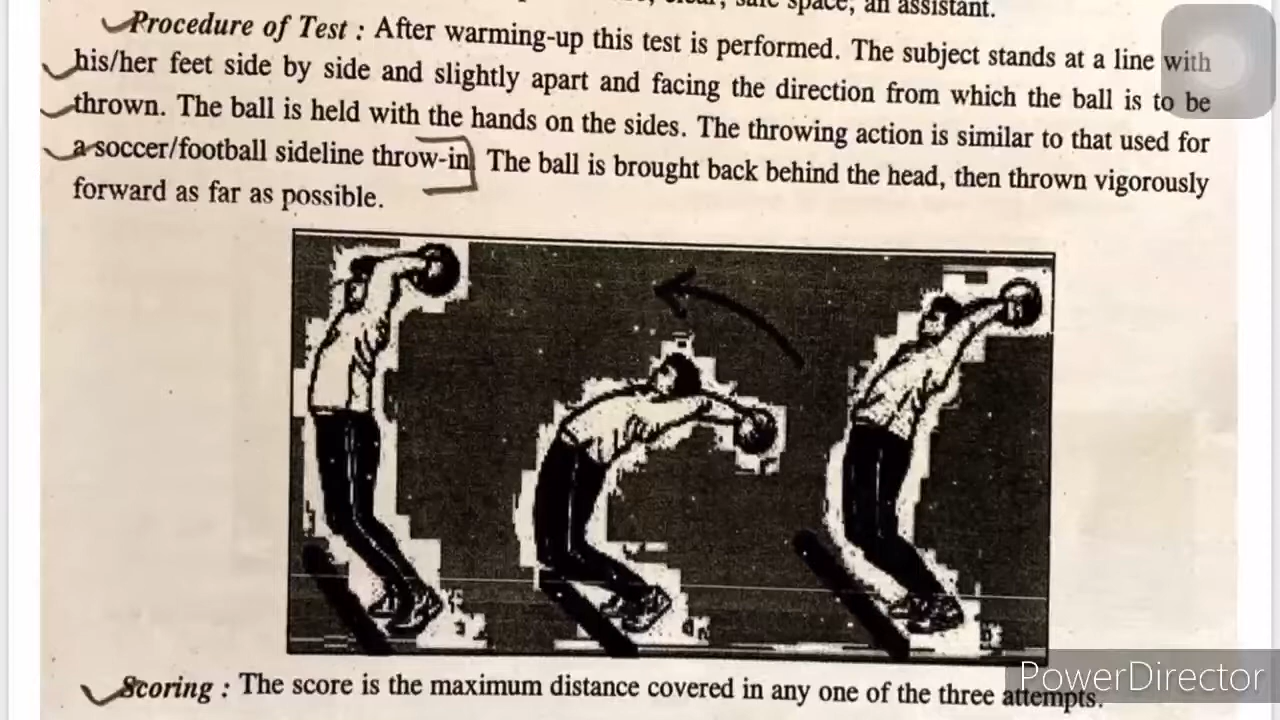 safe space, an assistant.
Procedure of Test : After warming-up this test is performed. The subject stands at a line with
his/her feet side by side and slightly apart and facing the direction from which the ball is to be
thrown. The ball is held with the hands on the sides. The throwing action is similar to that used for
a soccer/football sideline throw-in The ball is brought back behind the head, then thrown vigorously
forward as far as possible.
Scoring : The score is the maximum distance covered in any one of the three attempts.
PowerDirector